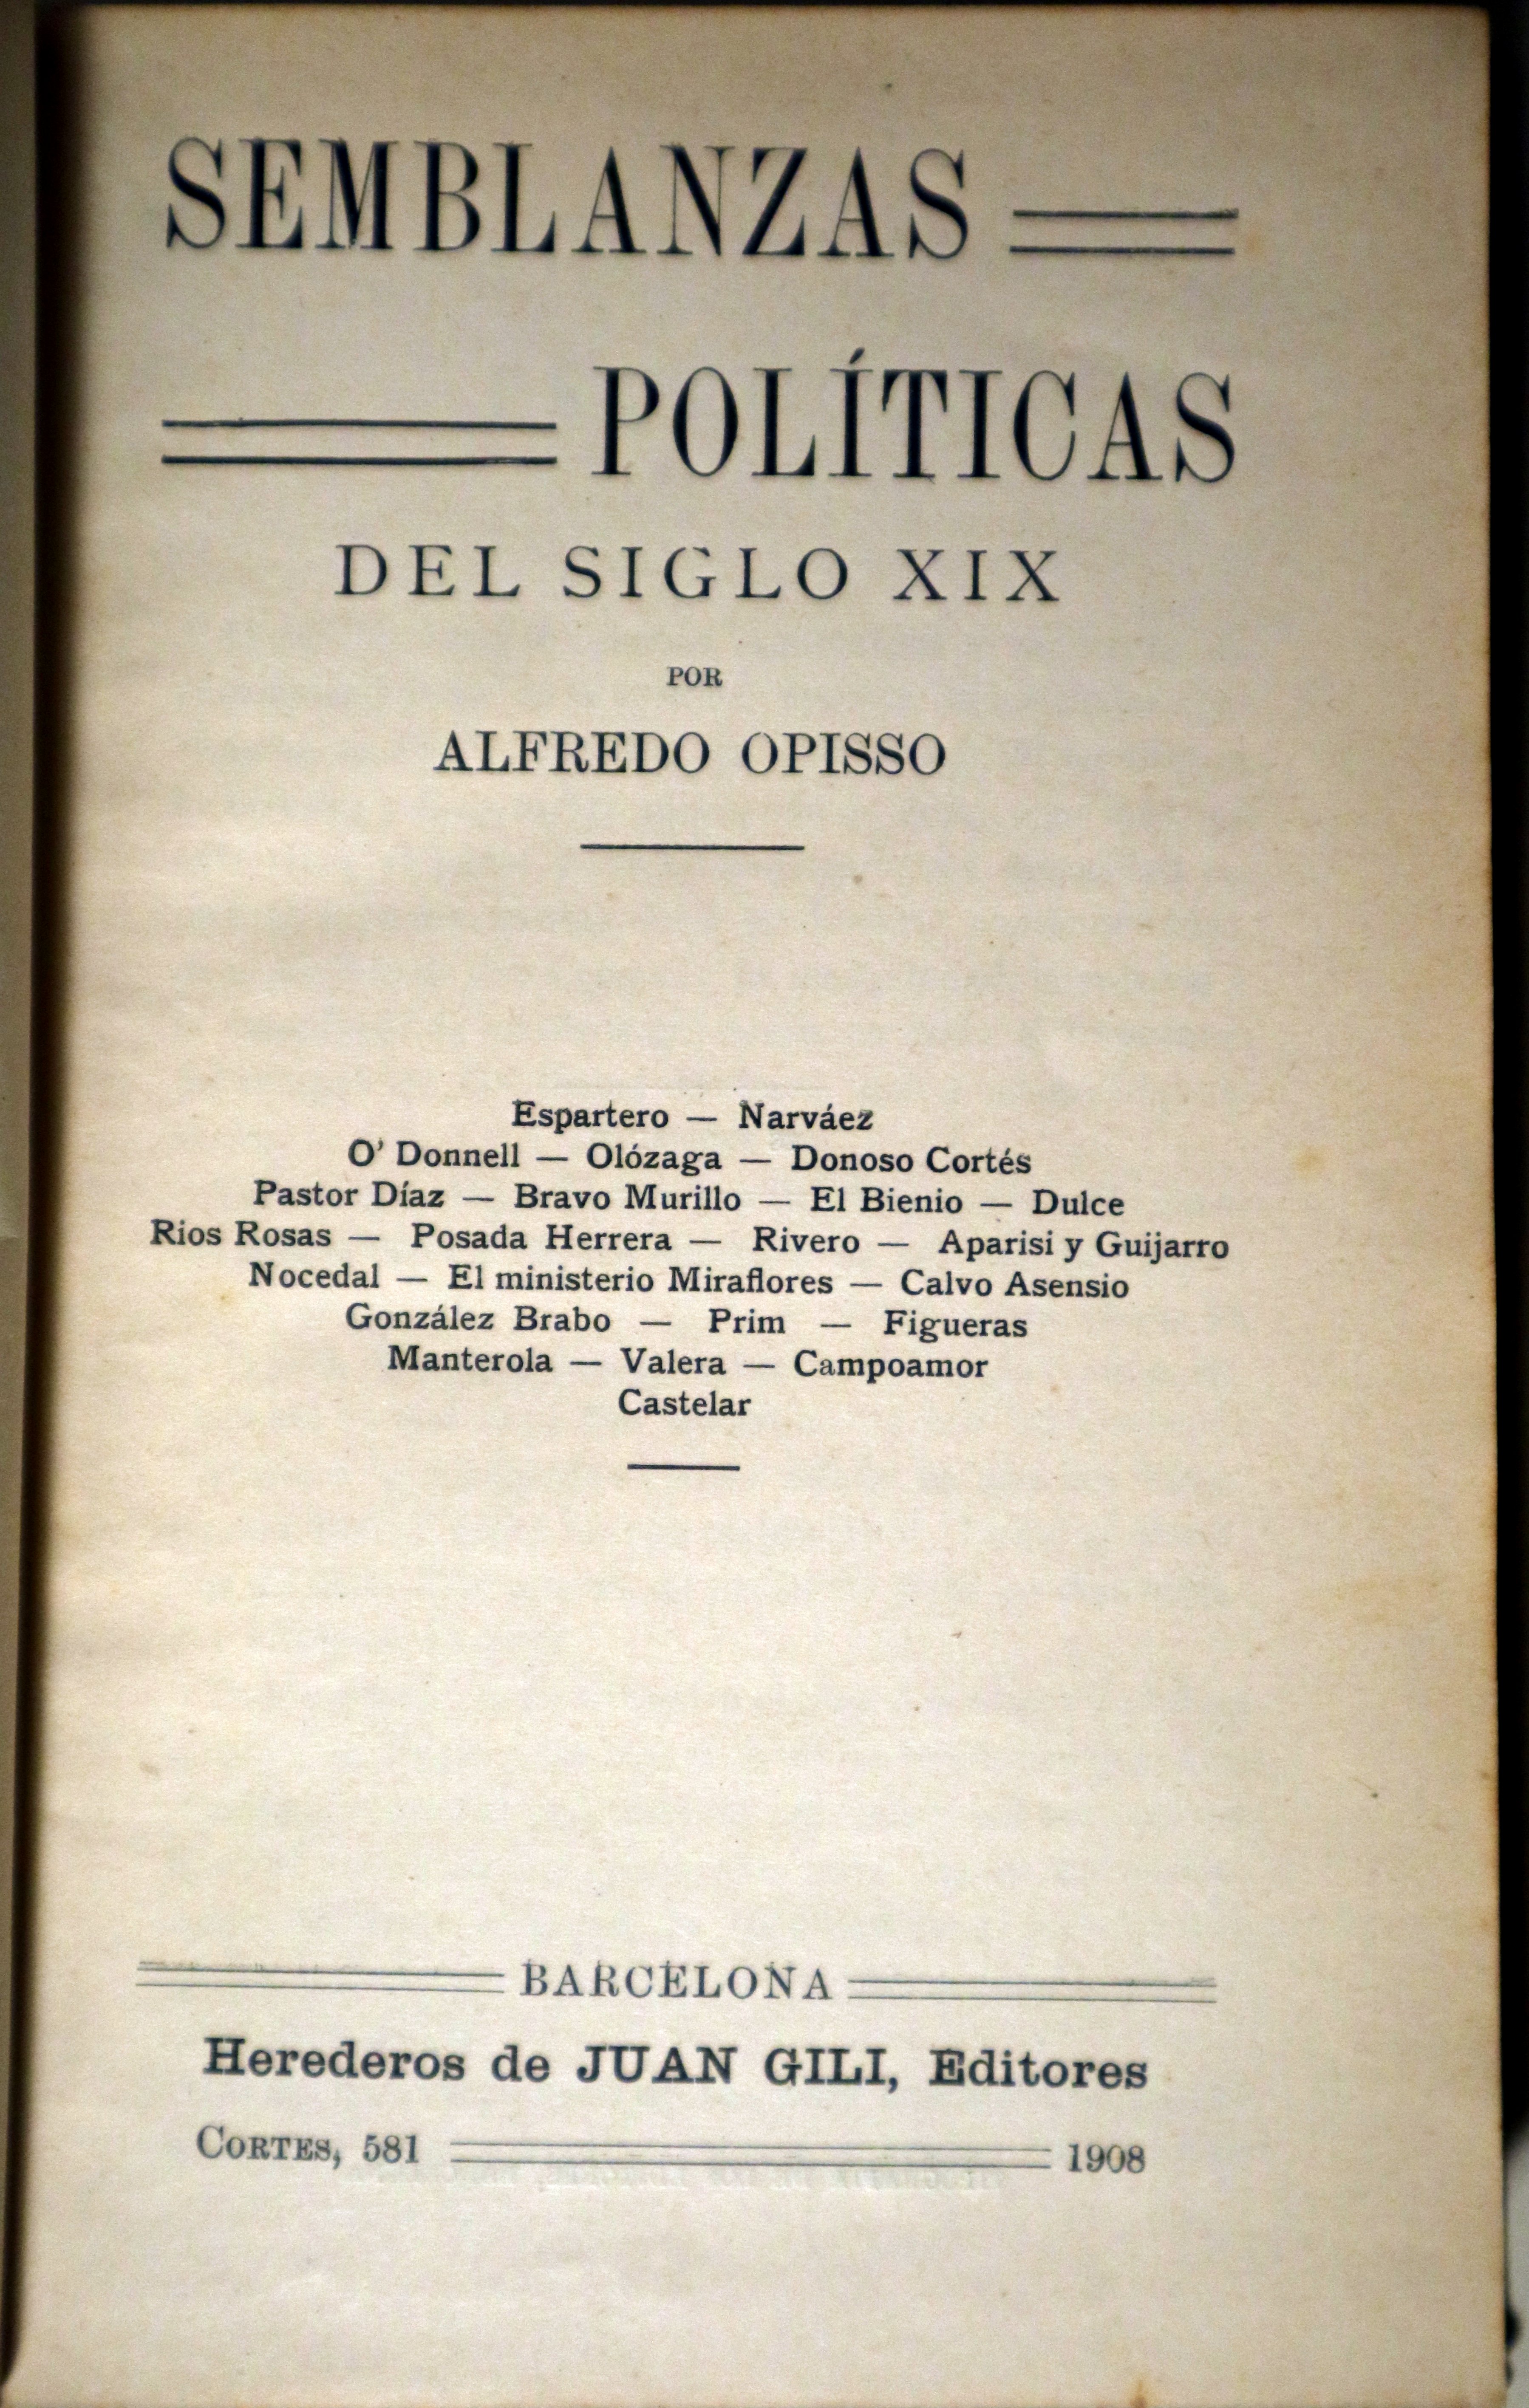 SEMBLANZAS
POLÍTICAS
DEL SIGLO XIX
POR
ALFREDO OPISSO
Espartero — Narváez
O' Donnell — Olózaga — Donoso Cortés
Pastor Díaz — Bravo Murillo — El Bienio — Dulce
Rios Rosas — Posada Herrera — Rivero — Aparisi y Guijarro
Nocedal — El ministerio Miraflores — Calvo Asensio
González Brabo — Prim — Figueras
Manterola — Valera — Campoamor
Castelar
BARCELONA
Herederos de JUAN GILI, Editores
CORTES, 581 1908